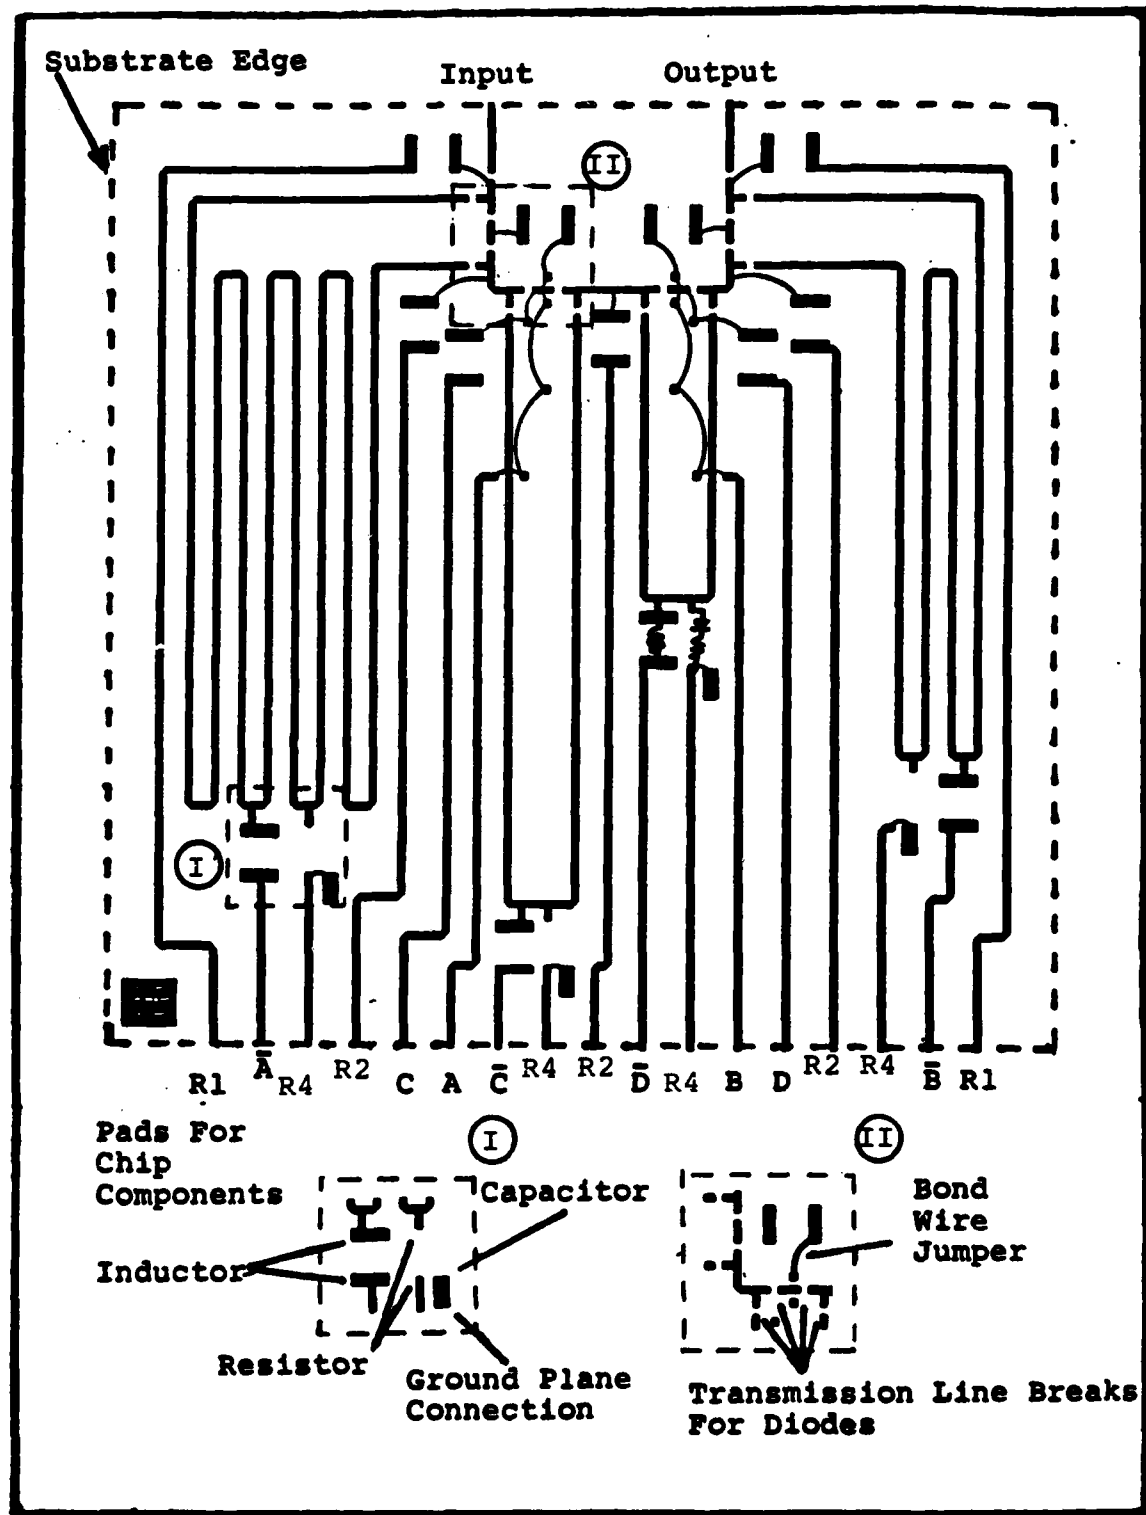 Substrate Edge
Input
Output
II
I
R1
A̅
R4
R2
C
A
C̅
R4
R2
D̅
R4
B
D
R2
R4
B̅
R1
Pads For
Chip
Components
I
II
Capacitor
Inductor
Resistor
Ground Plane
Connection
Bond
Wire
Jumper
Transmission Line Breaks
For Diodes